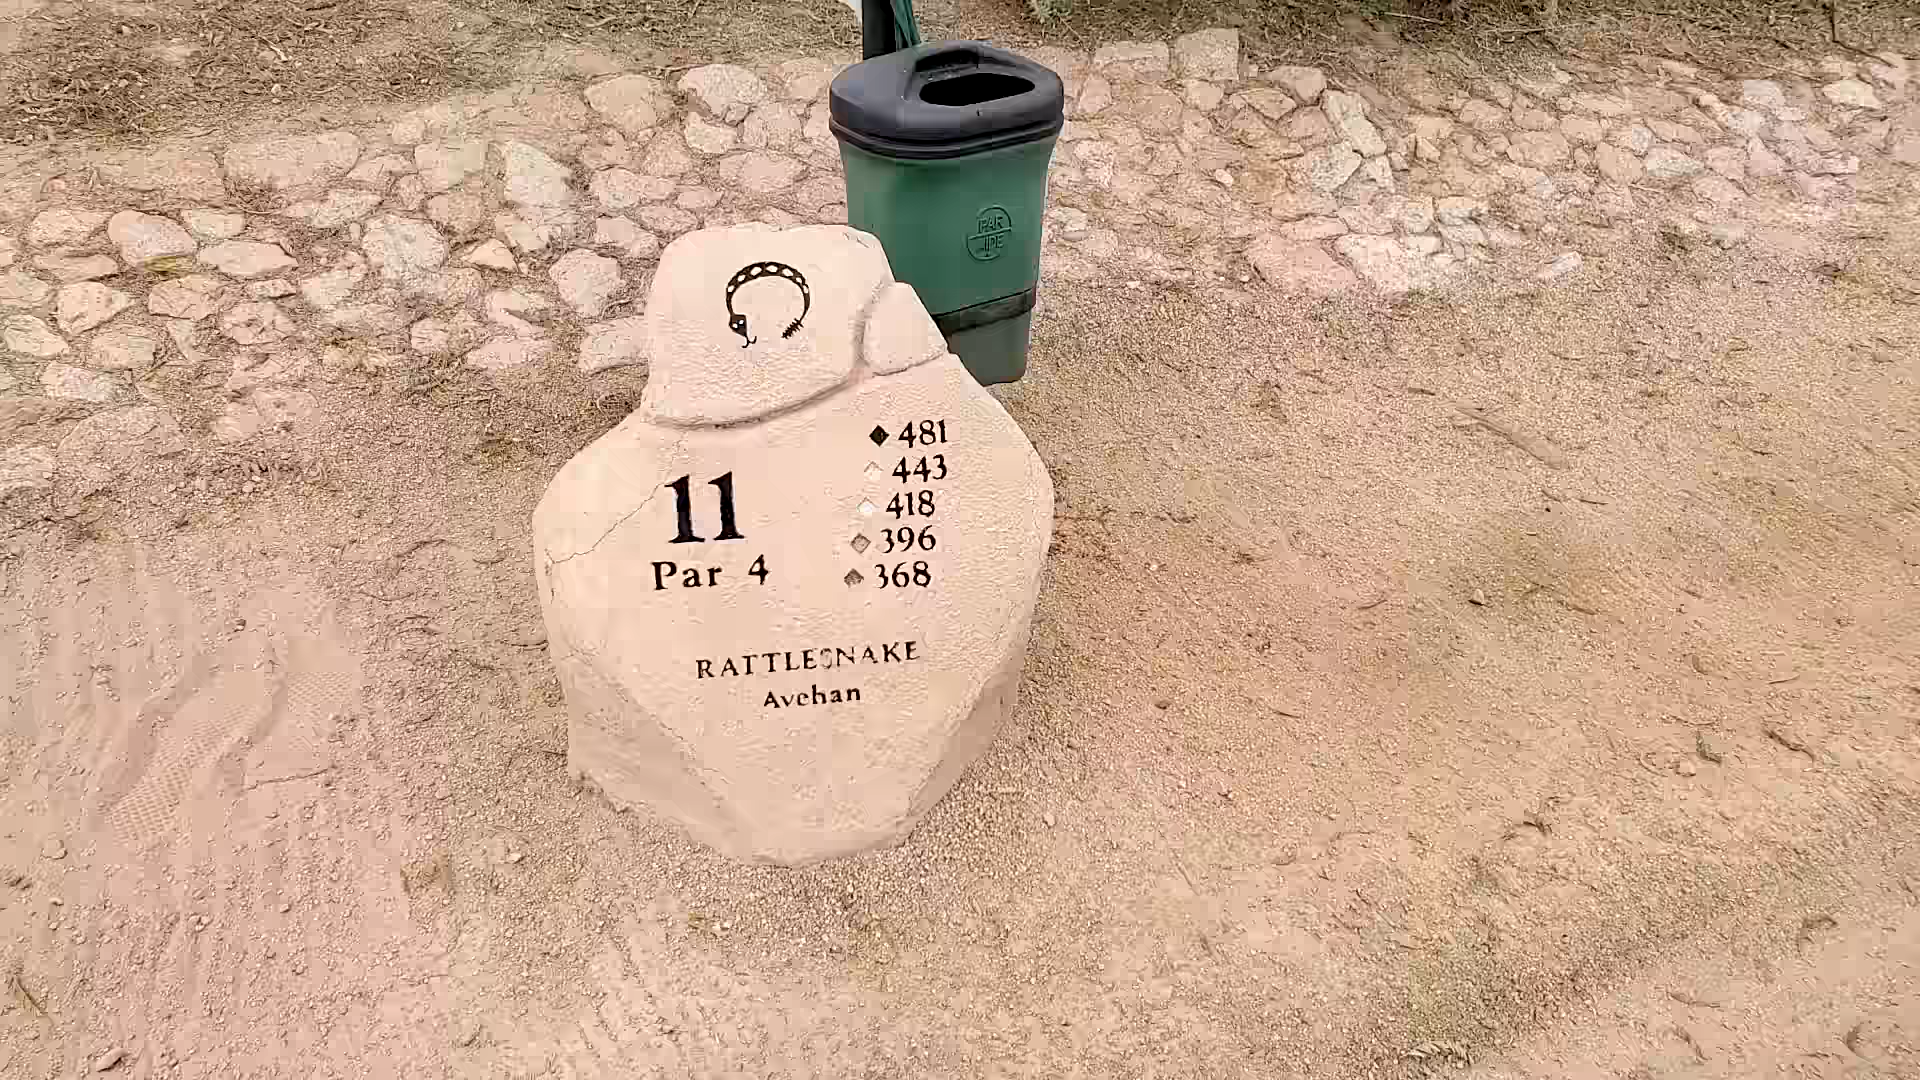 PAR
AIDE
481
443
418
396
368
11
Par 4
RATTLESNAKE
Avehan